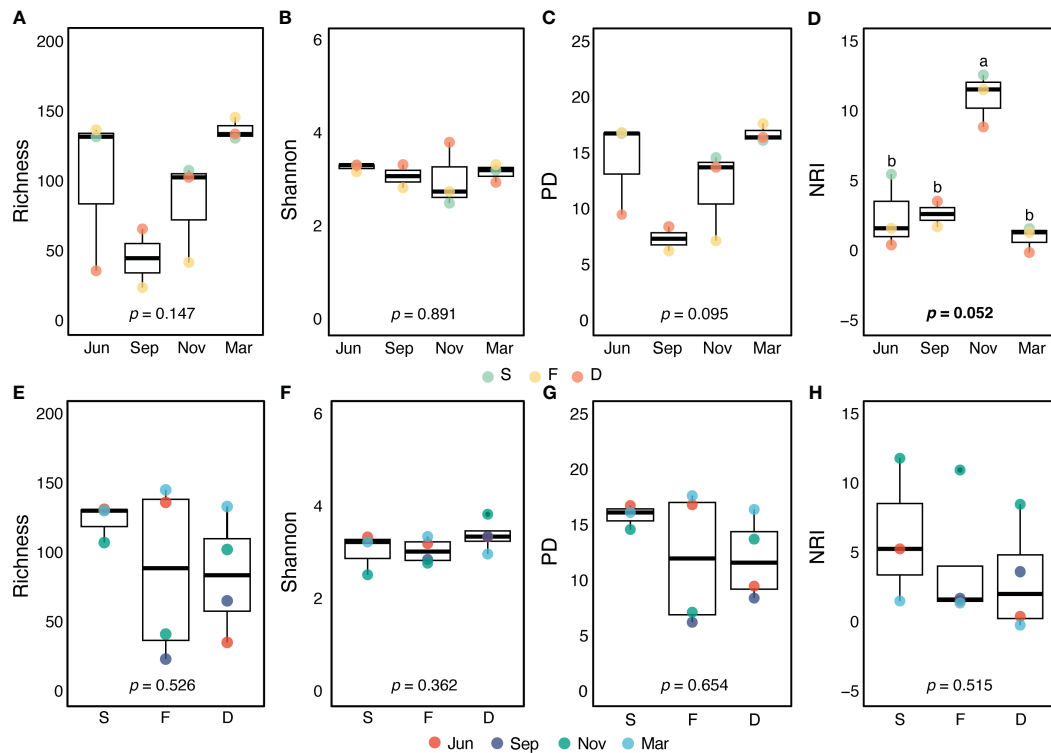 A
Richness
200
150
100
50
0
p = 0.147
Jun Sep Nov Mar
B
Shannon
6
4
2
0
p = 0.891
Jun Sep Nov Mar
C
PD
25
20
15
10
5
0
p = 0.095
Jun Sep Nov Mar
D
NRI
15
10
5
0
−5
b b a b
p = 0.052
Jun Sep Nov Mar
S F D
E
Richness
200
150
100
50
0
p = 0.526
S F D
F
Shannon
6
4
2
0
p = 0.362
S F D
G
PD
25
20
15
10
5
0
p = 0.654
S F D
H
NRI
15
10
5
0
−5
p = 0.515
S F D
Jun Sep Nov Mar